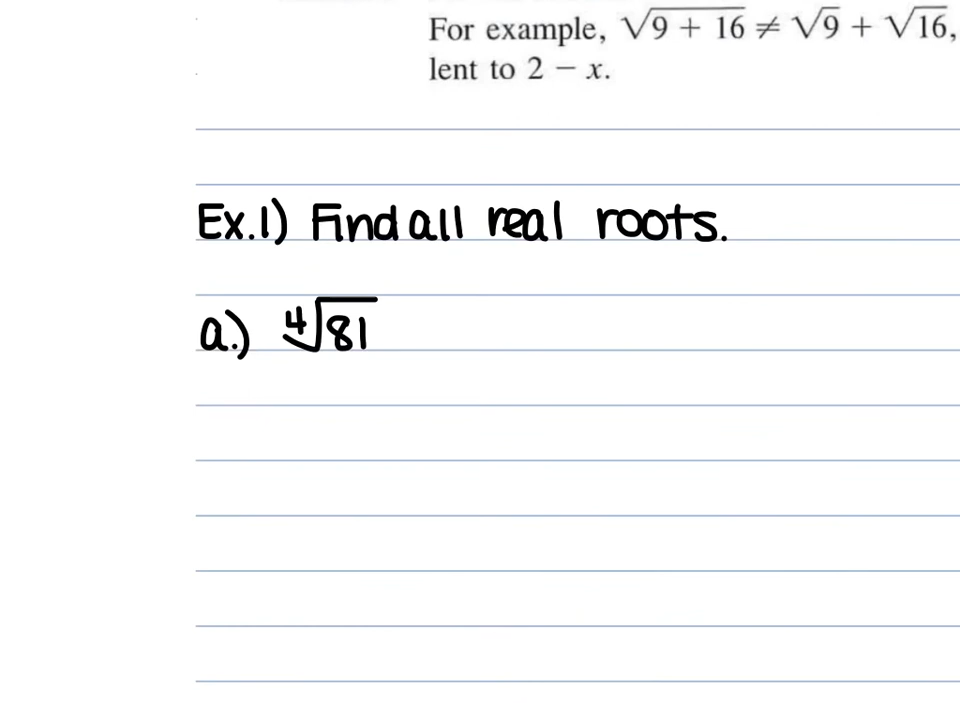 For example, √9 + 16 ≠ √9 + √16,
lent to 2 − x.
Ex.1) Find all real roots.
a.) ∜81